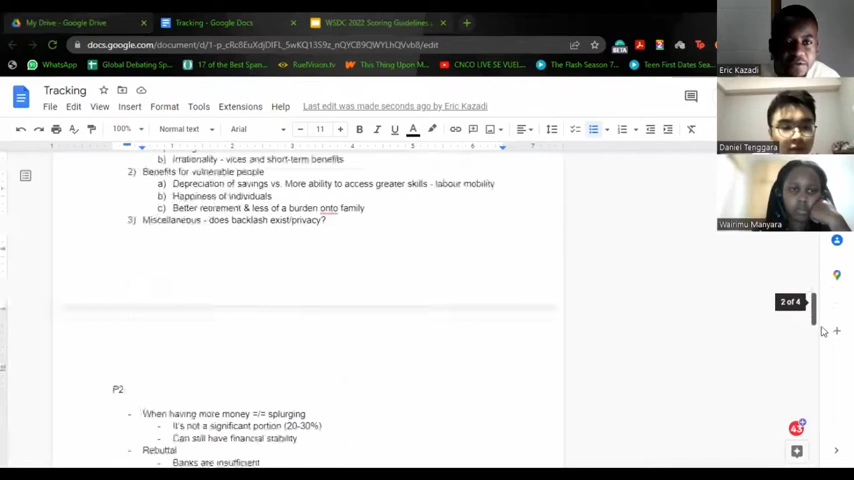 My Drive - Google Drive
Tracking - Google Docs
WSDC 2022 Scoring Guidelines
docs.google.com/document/d/1-p_cRc8EuXdjDIFL_5wKQ13S9z_nQYCB9QWYLhQVvb8/edit
BETA
WhatsApp
Global Debating Sp...
17 of the Best Span...
RuelVision.tv
This Thing Upon M...
CNCO LIVE SE VUEL...
The Flash Season 7...
Teen First Dates Sea...
Tracking
File Edit View Insert Format Tools Extensions Help Last edit was made seconds ago by Eric Kazadi
100% Normal text Arial 11
b) Irrationality - vices and short-term benefits
2) Benefits for vulnerable people
a) Depreciation of savings vs. More ability to access greater skills - labour mobility
b) Happiness of individuals
c) Better retirement & less of a burden onto family
3) Miscellaneous - does backlash exist/privacy?
2 of 4
P2
- When having more money =/= splurging
- It's not a significant portion (20-30%)
- Can still have financial stability
- Rebuttal
- Banks are insufficient
43
Eric Kazadi
Daniel Tenggara
Wairimu Manyara